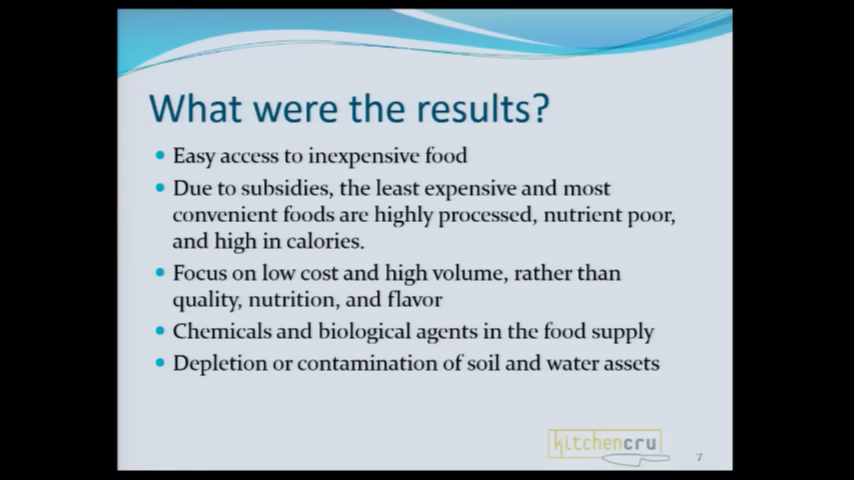 What were the results?
• Easy access to inexpensive food
• Due to subsidies, the least expensive and most
convenient foods are highly processed, nutrient poor,
and high in calories.
• Focus on low cost and high volume, rather than
quality, nutrition, and flavor
• Chemicals and biological agents in the food supply
• Depletion or contamination of soil and water assets
kitchencru
7